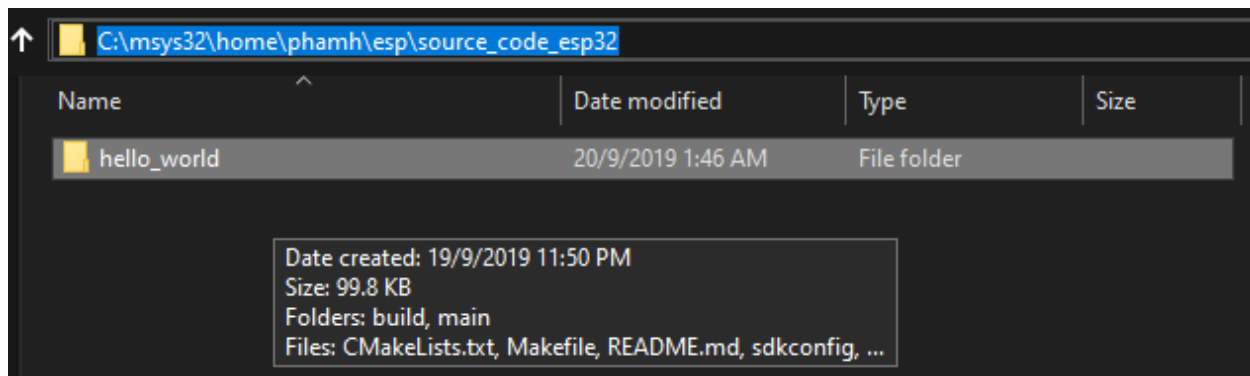 C:\msys32\home\phamh\esp\source_code_esp32
Name Date modified Type Size
hello_world 20/9/2019 1:46 AM File folder
Date created: 19/9/2019 11:50 PM
Size: 99.8 KB
Folders: build, main
Files: CMakeLists.txt, Makefile, README.md, sdkconfig, ...